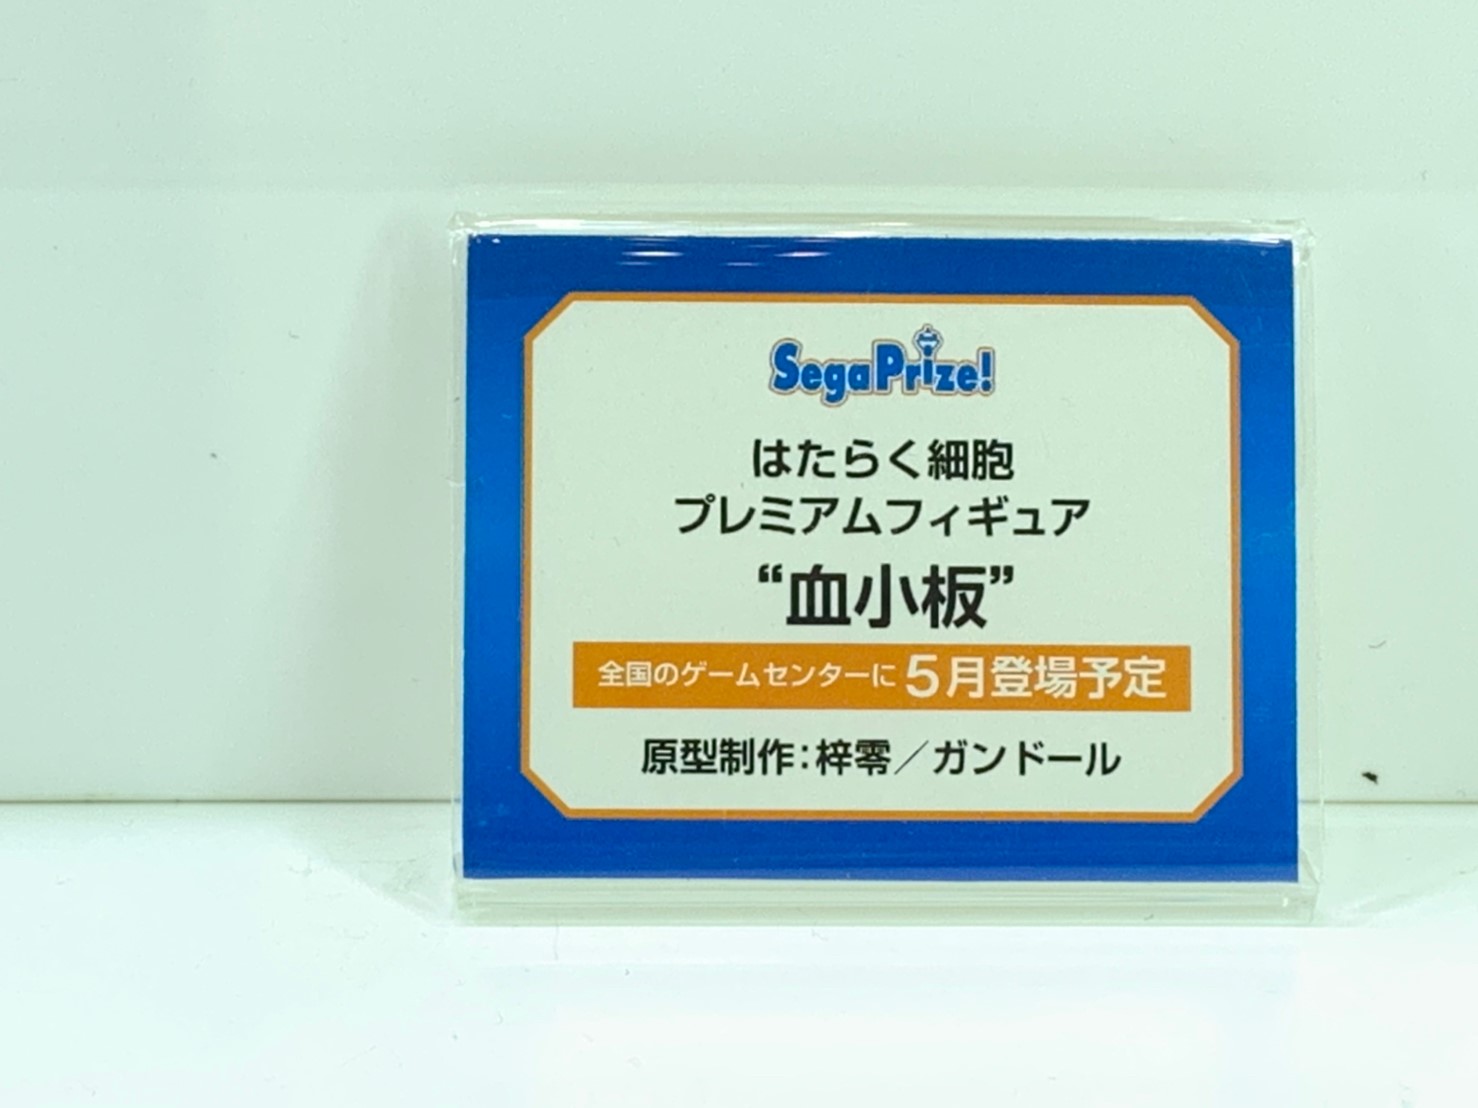 SegaPrize!
はたらく細胞
プレミアムフィギュア
“血小板”
全国のゲームセンターに 5月登場予定
原型制作:梓零／ガンドール